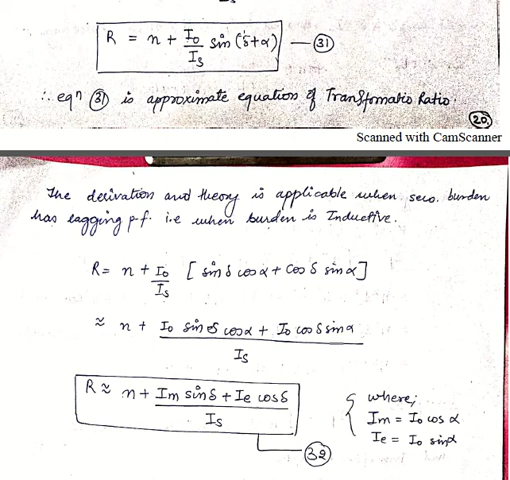 R = n + I₀/Iₛ sin (δ+α) — (31)
∴ eqⁿ (31) is approximate equation of Transfomatio Ratio.
(20)
Scanned with CamScanner
The derivation and theory is applicable when seco. burden
has lagging p.f. i.e when burden is Inductive.
R = n + I₀/Iₛ [ sin δ cos α + cos δ sin α ]
≈ n + (I₀ sin δ cos α + I₀ cos δ sin α)/Iₛ
R ≈ n + (Im sin δ + Ie cos δ)/Iₛ — (32)
where;
Im = I₀ cos α
Ie = I₀ sin α